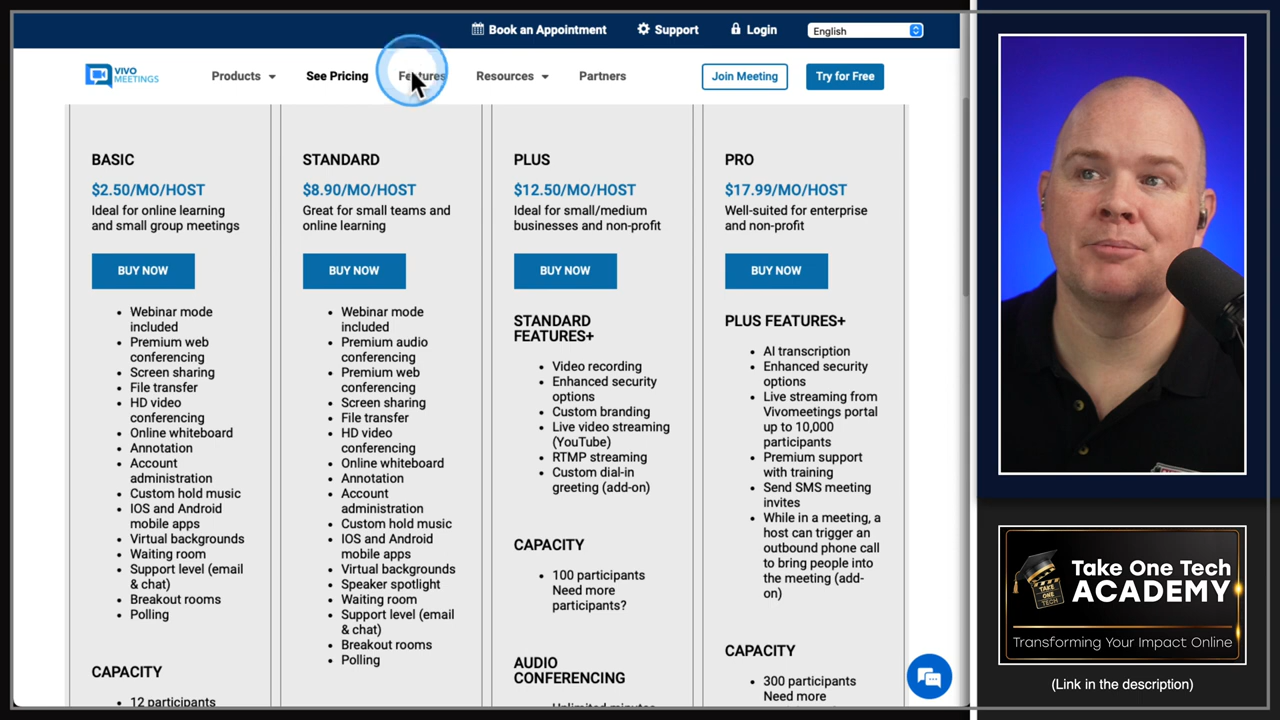 Book an Appointment
Support
Login
English
VIVO
MEETINGS
Products
See Pricing
Features
Resources
Partners
Join Meeting
Try for Free
BASIC
$2.50/MO/HOST
Ideal for online learning
and small group meetings
BUY NOW
• Webinar mode
included
• Premium web
conferencing
• Screen sharing
• File transfer
• HD video
conferencing
• Online whiteboard
• Annotation
• Account
administration
• Custom hold music
• IOS and Android
mobile apps
• Virtual backgrounds
• Waiting room
• Support level (email
& chat)
• Breakout rooms
• Polling
CAPACITY
• 12 participants
STANDARD
$8.90/MO/HOST
Great for small teams and
online learning
BUY NOW
• Webinar mode
included
• Premium audio
conferencing
• Premium web
conferencing
• Screen sharing
• File transfer
• HD video
conferencing
• Online whiteboard
• Annotation
• Account
administration
• Custom hold music
• IOS and Android
mobile apps
• Virtual backgrounds
• Speaker spotlight
• Waiting room
• Support level (email
& chat)
• Breakout rooms
• Polling
PLUS
$12.50/MO/HOST
Ideal for small/medium
businesses and non-profit
BUY NOW
STANDARD
FEATURES+
• Video recording
• Enhanced security
options
• Custom branding
• Live video streaming
(YouTube)
• RTMP streaming
• Custom dial-in
greeting (add-on)
CAPACITY
• 100 participants
Need more
participants?
AUDIO
CONFERENCING
• Unlimited minutes
PRO
$17.99/MO/HOST
Well-suited for enterprise
and non-profit
BUY NOW
PLUS FEATURES+
• AI transcription
• Enhanced security
options
• Live streaming from
Vivomeetings portal
up to 10,000
participants
• Premium support
with training
• Send SMS meeting
invites
• While in a meeting, a
host can trigger an
outbound phone call
to bring people into
the meeting (add-
on)
CAPACITY
• 300 participants
Need more
TAKE
ONE
TECH
Take One Tech
ACADEMY
Transforming Your Impact Online
(Link in the description)